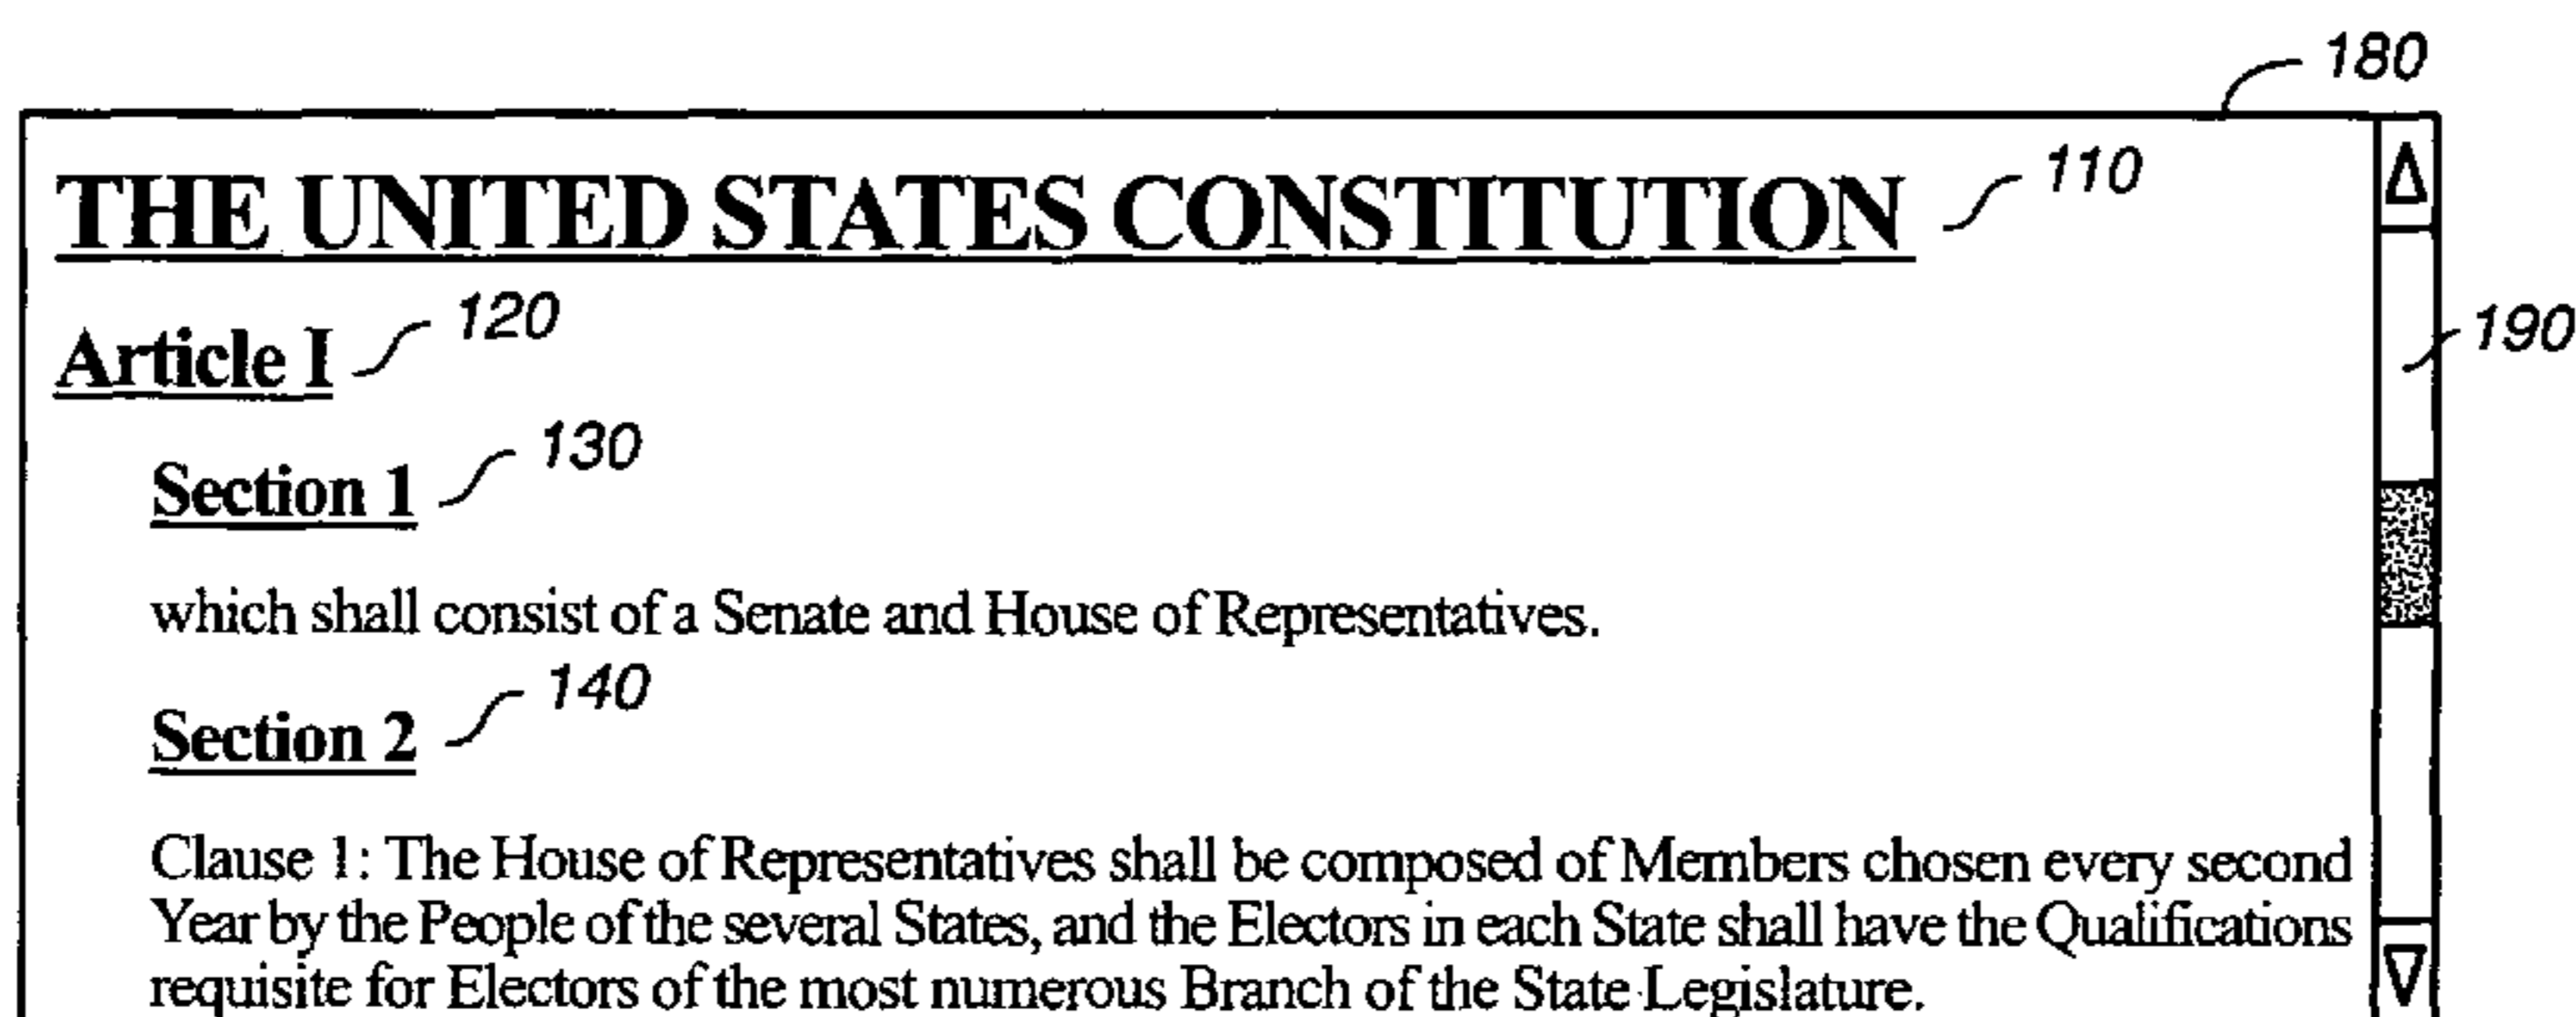 180
THE UNITED STATES CONSTITUTION 110
Article I 120
190
Section 1 130
which shall consist of a Senate and House of Representatives.
Section 2 140
Clause 1: The House of Representatives shall be composed of Members chosen every second
Year by the People of the several States, and the Electors in each State shall have the Qualifications
requisite for Electors of the most numerous Branch of the State Legislature.